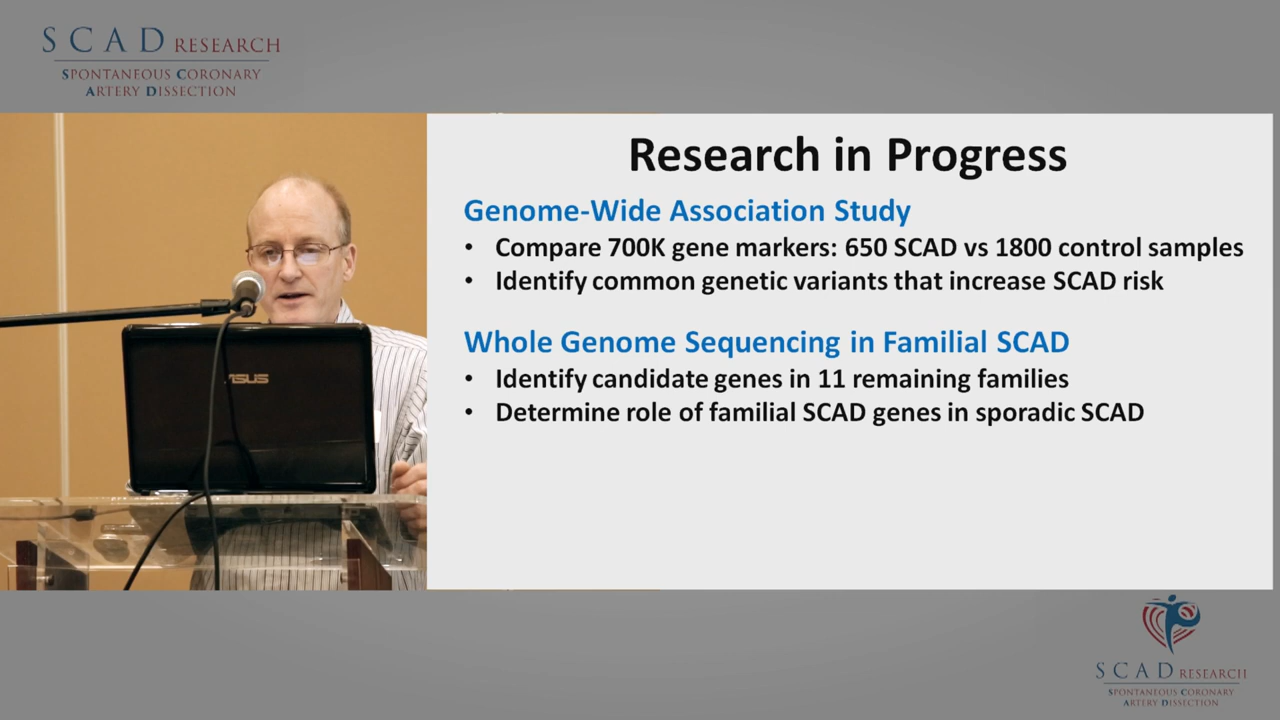 SCAD RESEARCH
SPONTANEOUS CORONARY
ARTERY DISSECTION
Research in Progress
Genome-Wide Association Study
• Compare 700K gene markers: 650 SCAD vs 1800 control samples
• Identify common genetic variants that increase SCAD risk
Whole Genome Sequencing in Familial SCAD
• Identify candidate genes in 11 remaining families
• Determine role of familial SCAD genes in sporadic SCAD
ASUS
SCAD RESEARCH
SPONTANEOUS CORONARY
ARTERY DISSECTION